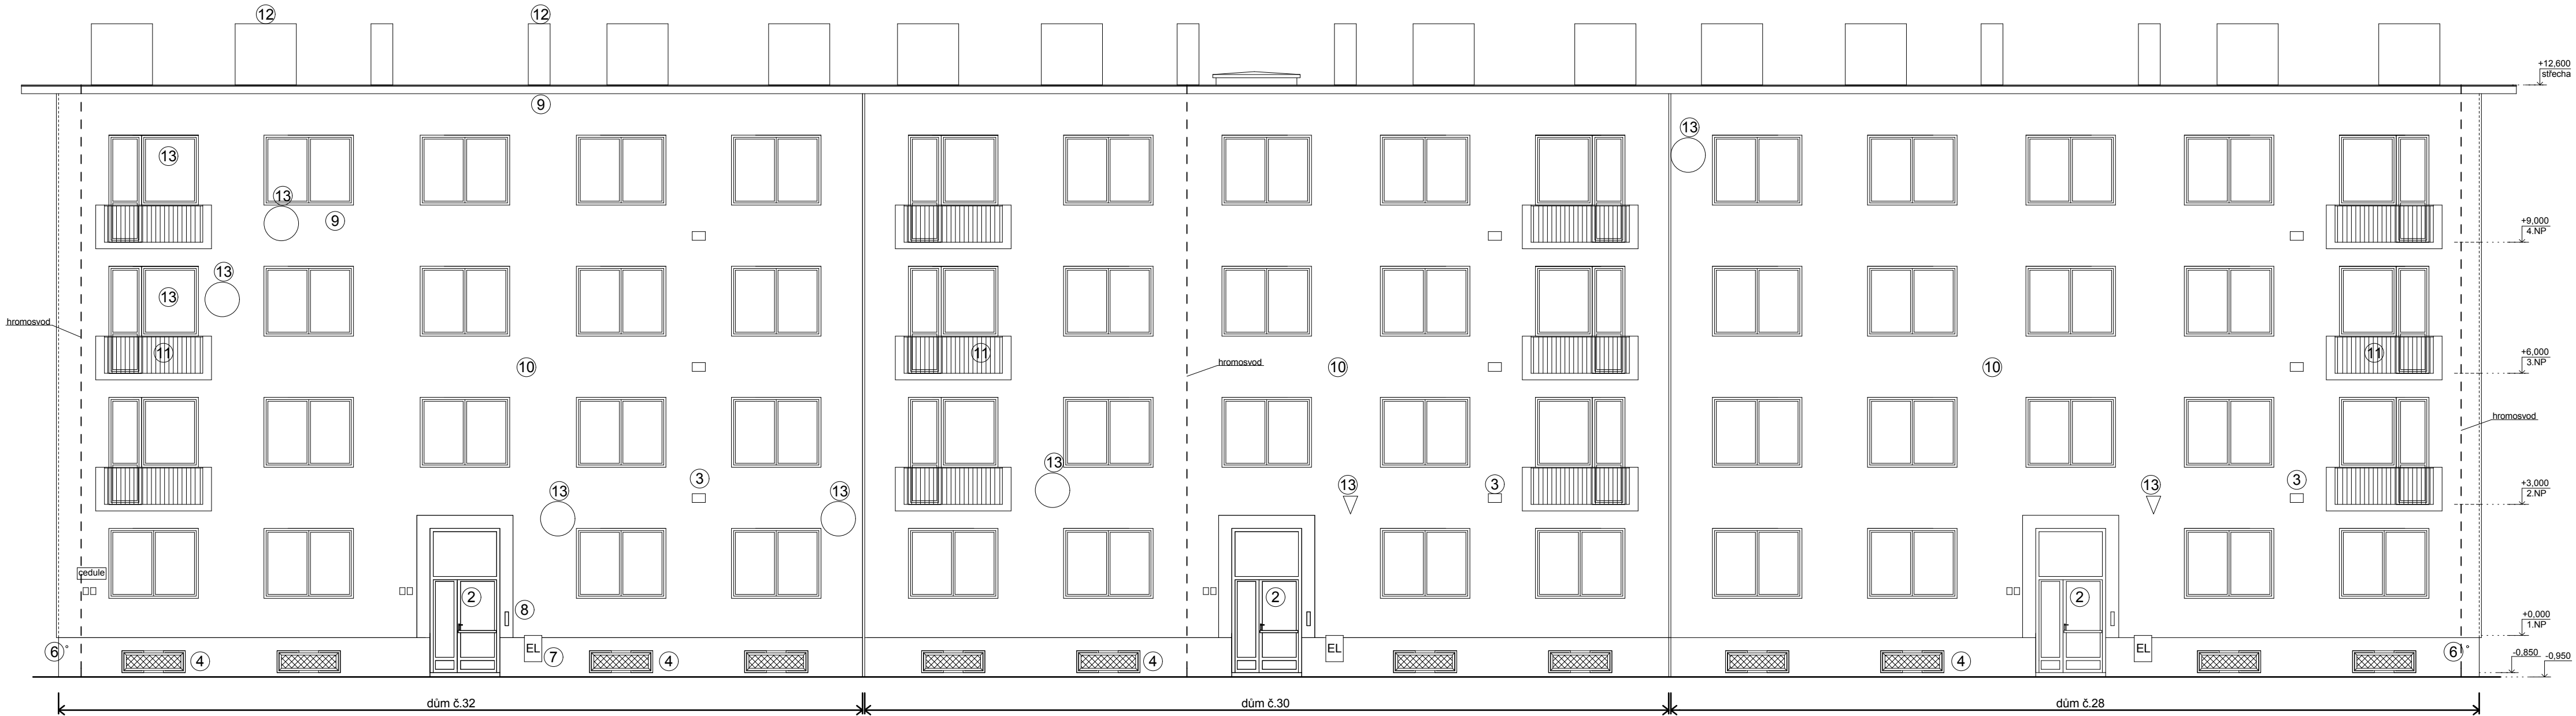 12
12
+12,600
střecha
9
13
13
13
9
+9,000
4.NP
13
13
hromosvod
11
11
11
10
10
10
hromosvod
+6,000
3.NP
hromosvod
13
3
13
3
13
3
13
13
13
+3,000
2.NP
cedule
2
8
2
2
+0,000
1.NP
6
EL
7
EL
EL
6
4
4
4
4
-0,850
-0,950
dům č.32
dům č.30
dům č.28